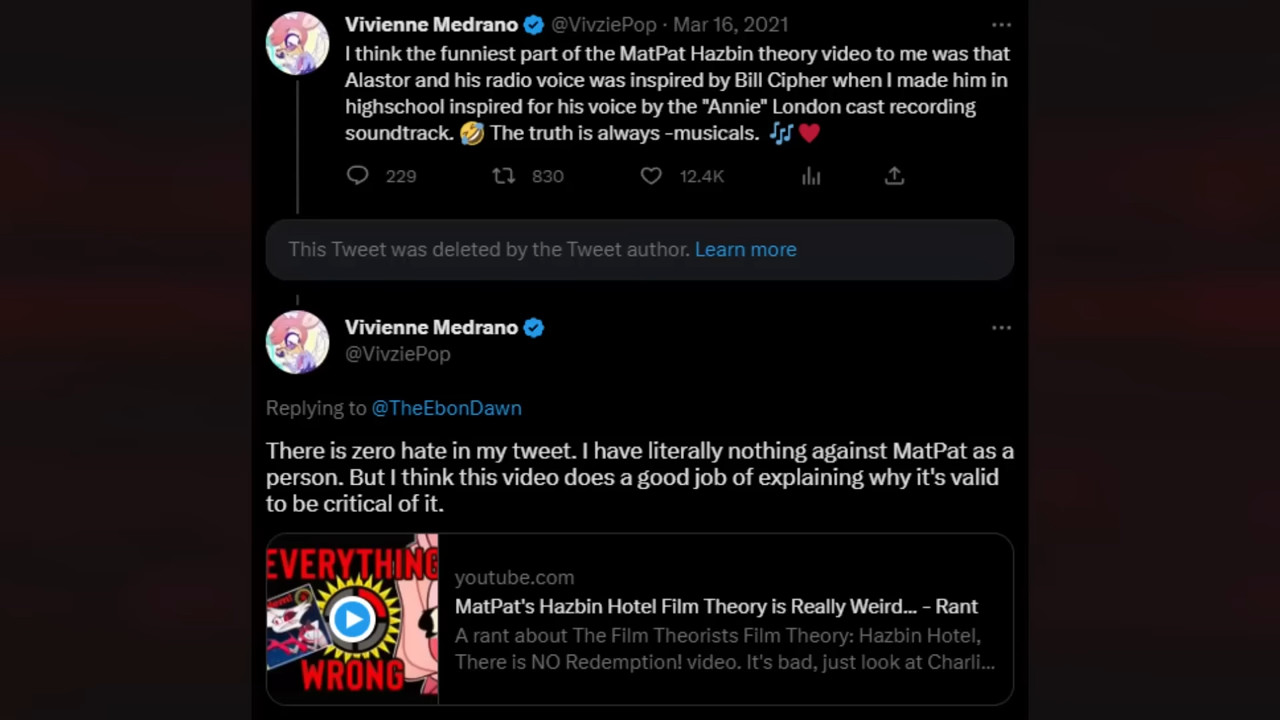 Vivienne Medrano @VivziePop · Mar 16, 2021
I think the funniest part of the MatPat Hazbin theory video to me was that
Alastor and his radio voice was inspired by Bill Cipher when I made him in
highschool inspired for his voice by the "Annie" London cast recording
soundtrack. 🤣 The truth is always -musicals. 🎶❤️
229 830 12.4K
This Tweet was deleted by the Tweet author. Learn more
Vivienne Medrano
@VivziePop
Replying to @TheEbonDawn
There is zero hate in my tweet. I have literally nothing against MatPat as a
person. But I think this video does a good job of explaining why it's valid
to be critical of it.
EVERYTHING
WRONG
youtube.com
MatPat's Hazbin Hotel Film Theory is Really Weird... - Rant
A rant about The Film Theorists Film Theory: Hazbin Hotel,
There is NO Redemption! video. It's bad, just look at Charli...